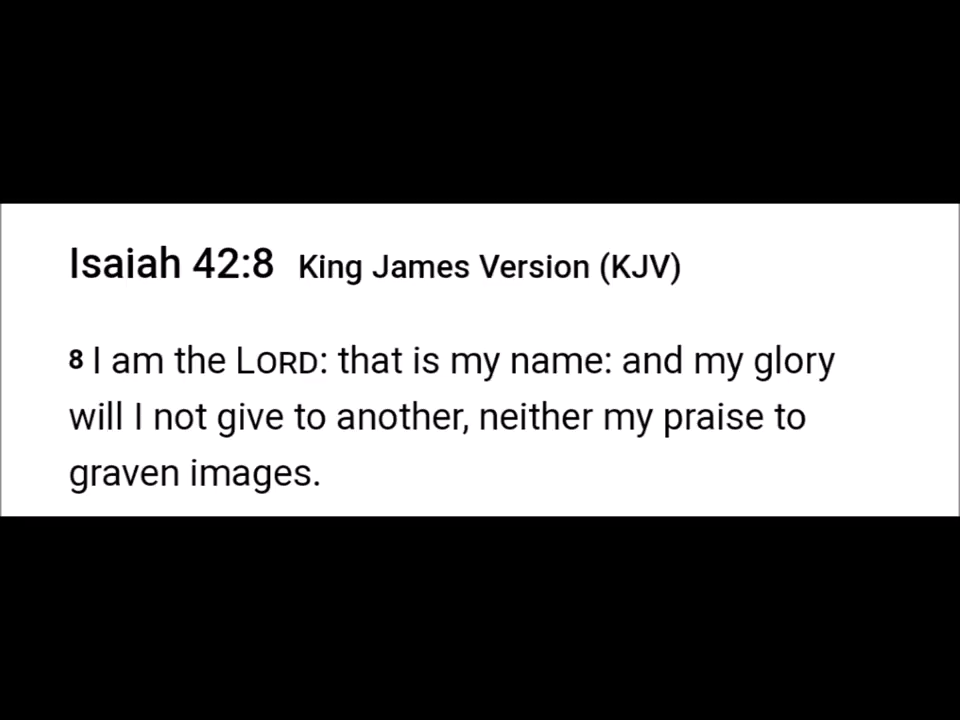 Isaiah 42:8 King James Version (KJV)
8 I am the LORD: that is my name: and my glory
will I not give to another, neither my praise to
graven images.